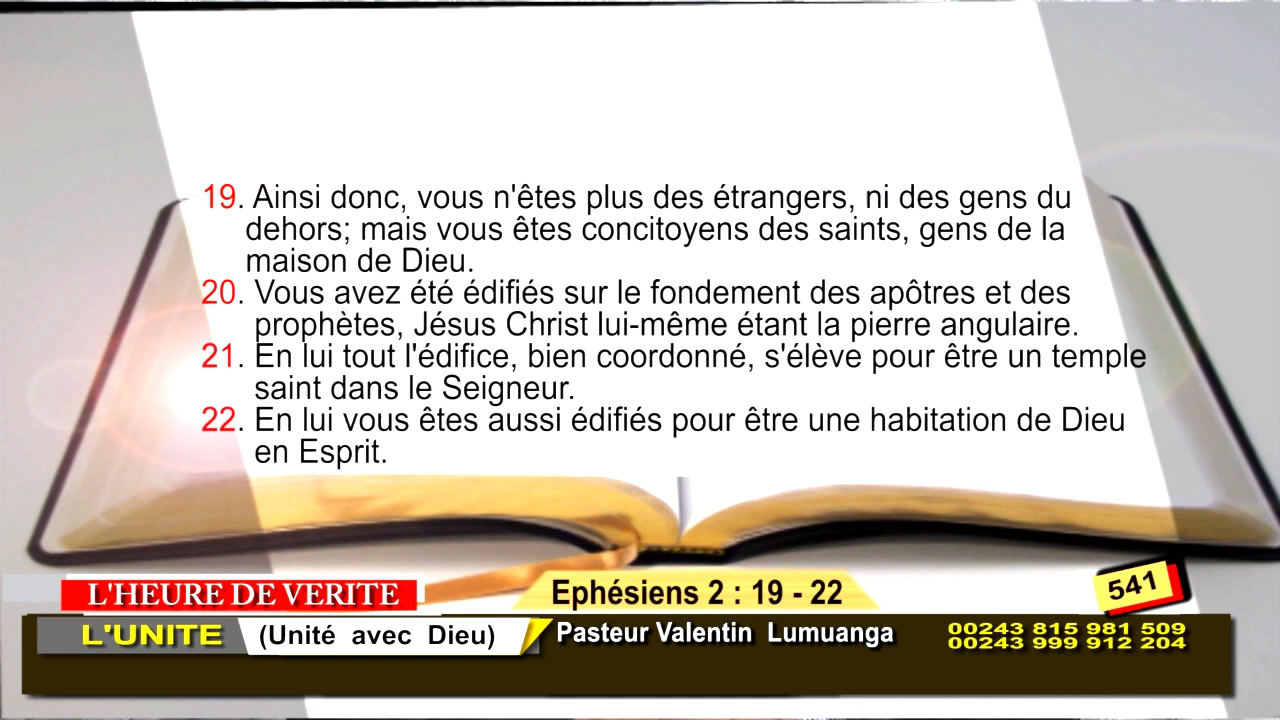 19. Ainsi donc, vous n'êtes plus des étrangers, ni des gens du
dehors; mais vous êtes concitoyens des saints, gens de la
maison de Dieu.
20. Vous avez été édifiés sur le fondement des apôtres et des
prophètes, Jésus Christ lui-même étant la pierre angulaire.
21. En lui tout l'édifice, bien coordonné, s'élève pour être un temple
saint dans le Seigneur.
22. En lui vous êtes aussi édifiés pour être une habitation de Dieu
en Esprit.
L'HEURE DE VERITE
Ephésiens 2 : 19 - 22
541
L'UNITE
(Unité avec Dieu)
Pasteur Valentin Lumuanga
00243 815 981 509
00243 999 912 204